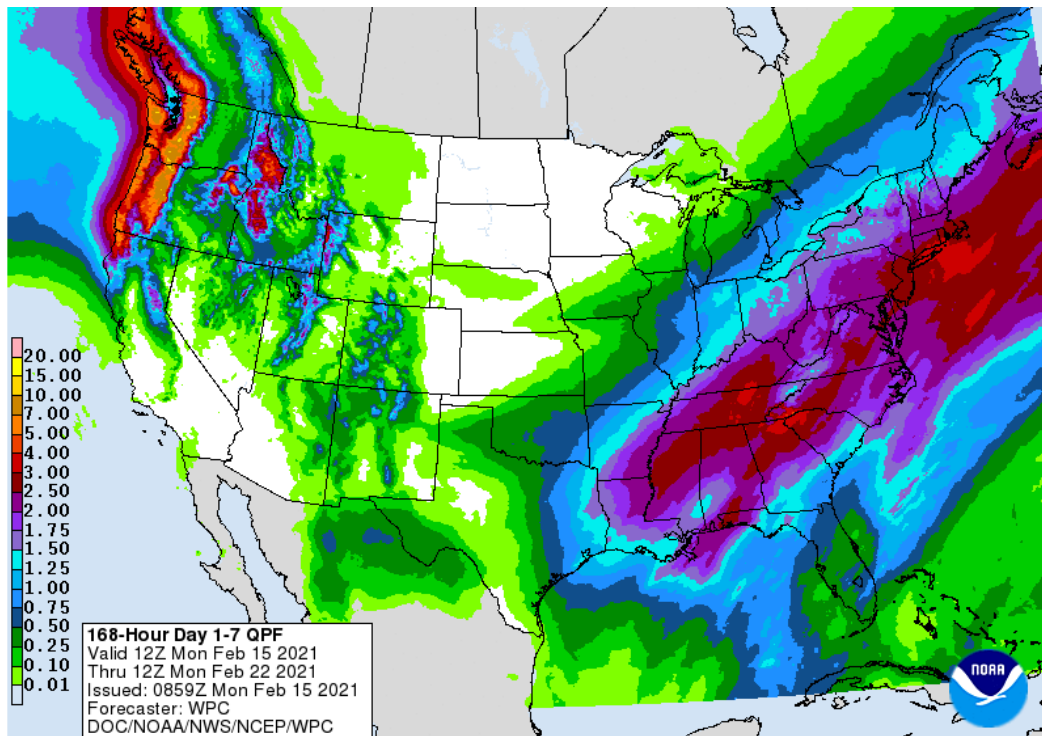 20.00
15.00
10.00
7.00
5.00
4.00
3.00
2.50
2.00
1.75
1.50
1.25
1.00
0.75
0.50
0.25
0.10
0.01
168-Hour Day 1-7 QPF
Valid 12Z Mon Feb 15 2021
Thru 12Z Mon Feb 22 2021
Issued: 0859Z Mon Feb 15 2021
Forecaster: WPC
DOC/NOAA/NWS/NCEP/WPC
NOAA